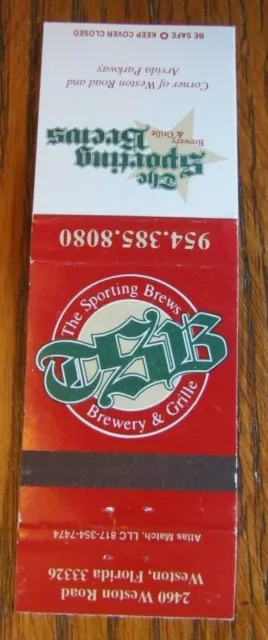 BE SAFE ✪ KEEP COVER CLOSED
Corner of Weston Road and
Arvida Parkway
The
Sporting
Brews
Brewery
& Grille
954.385.8080
The Sporting Brews
TSB
Brewery & Grille
Atlas Match, LLC 817-354-7474
2460 Weston Road
Weston, Florida 33326